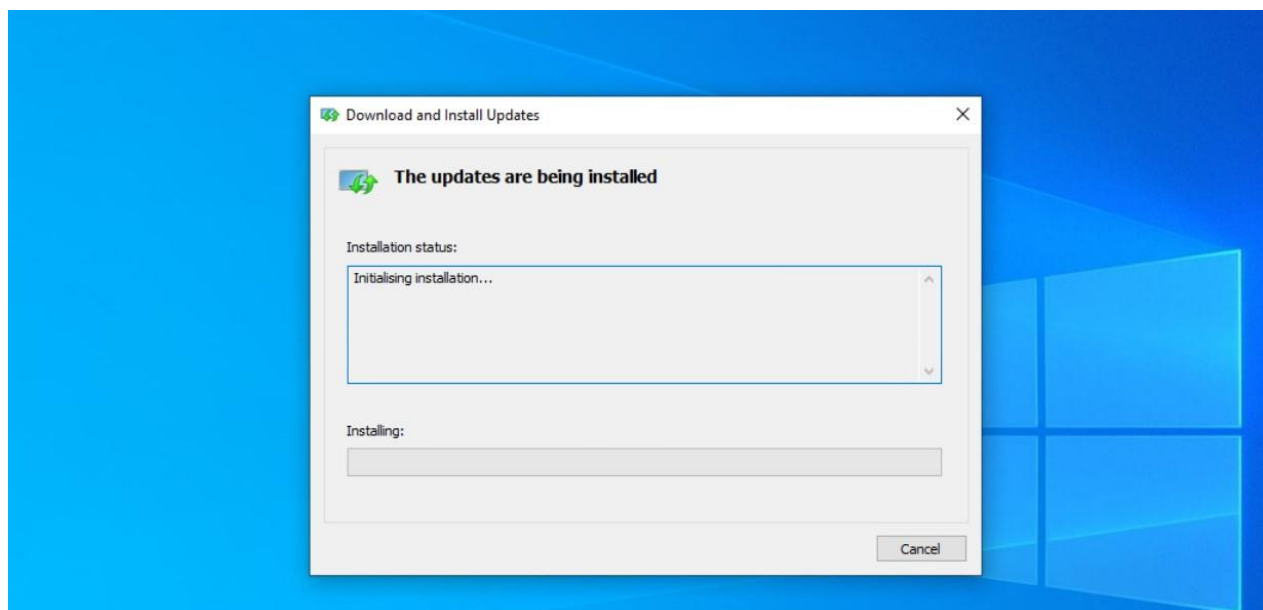 Download and Install Updates
The updates are being installed
Installation status:
Initialising installation...
Installing:
Cancel